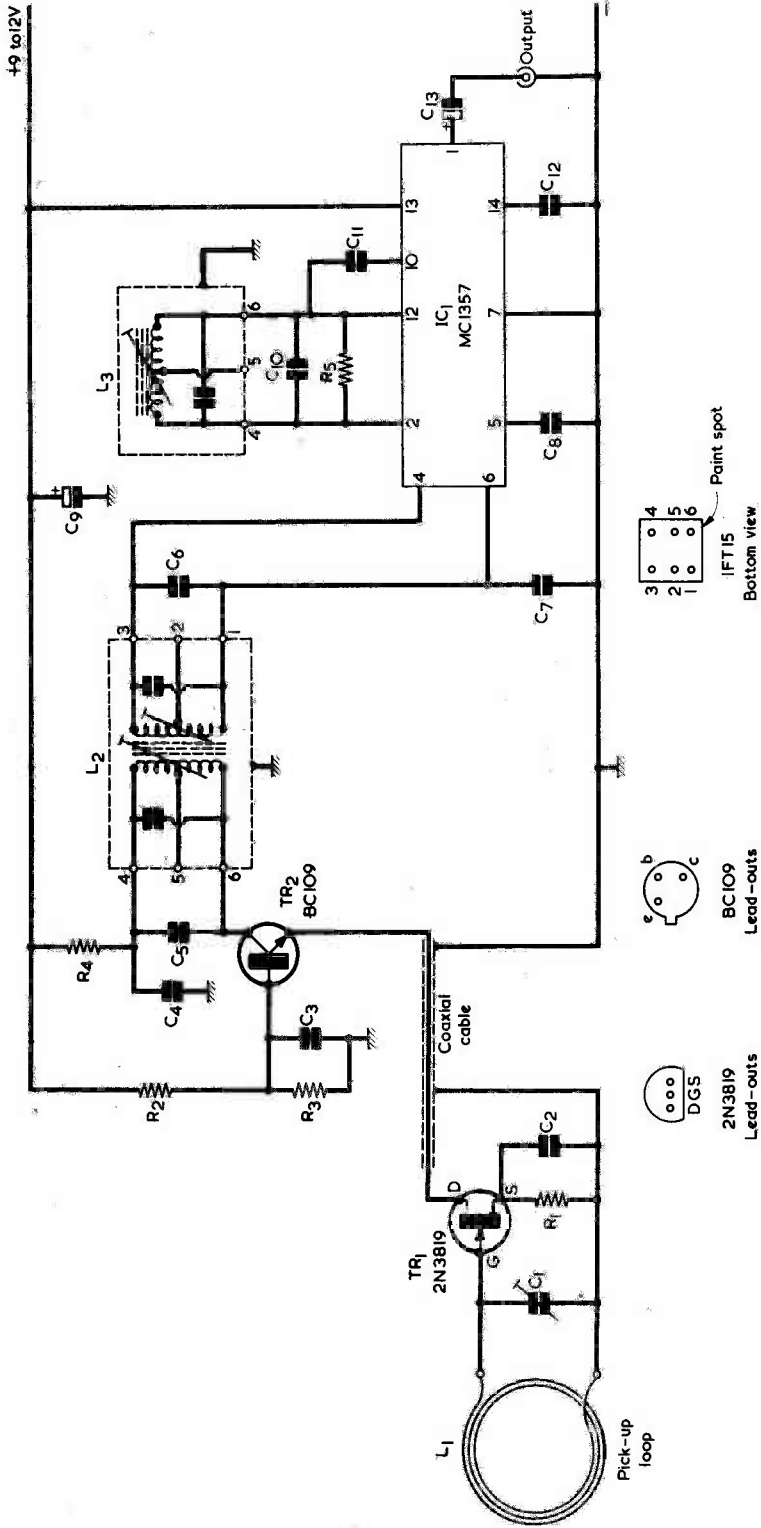 +9 to 12V
R4
R2
C4
C3
R3
C5
4
5
6
L2
3
2
1
C6
C9
+
L3
4
5
6
C10
R5
C11
TR2
BC109
Coaxial
cable
TR1
2N3819
G
D
S
C1
R1
C2
L1
Pick-up
loop
4
6
2
12
10
13
IC1
MC1357
5
7
14
1
C7
C8
C12
+
C13
Output
DGS
2N3819
Lead-outs
e
b
c
BC109
Lead-outs
3
4
2
5
1
6
IFT15
Bottom view
Paint spot